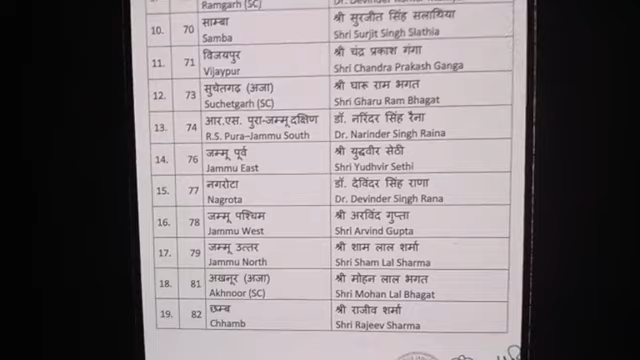 Ramgarh (SC)
10. 70 साम्बा श्री सुरजीत सिंह सलाथिया
Samba Shri Surjit Singh Slathia
11. 71 विजयपुर श्री चंद्र प्रकाश गंगा
Vijaypur Shri Chandra Prakash Ganga
12. 73 सुचेतगढ़ (अजा) श्री घारू राम भगत
Suchetgarh (SC) Shri Gharu Ram Bhagat
13. 74 आर.एस. पुरा-जम्मू दक्षिण डॉ. नरिंदर सिंह रैना
R.S. Pura–Jammu South Dr. Narinder Singh Raina
14. 76 जम्मू पूर्व श्री युद्धवीर सेठी
Jammu East Shri Yudhvir Sethi
15. 77 नगरोटा डॉ. देविंदर सिंह राणा
Nagrota Dr. Devinder Singh Rana
16. 78 जम्मू पश्चिम श्री अरविंद गुप्ता
Jammu West Shri Arvind Gupta
17. 79 जम्मू उत्तर श्री शाम लाल शर्मा
Jammu North Shri Sham Lal Sharma
18. 81 अखनूर (अजा) श्री मोहन लाल भगत
Akhnoor (SC) Shri Mohan Lal Bhagat
19. 82 छम्ब श्री राजीव शर्मा
Chhamb Shri Rajeev Sharma